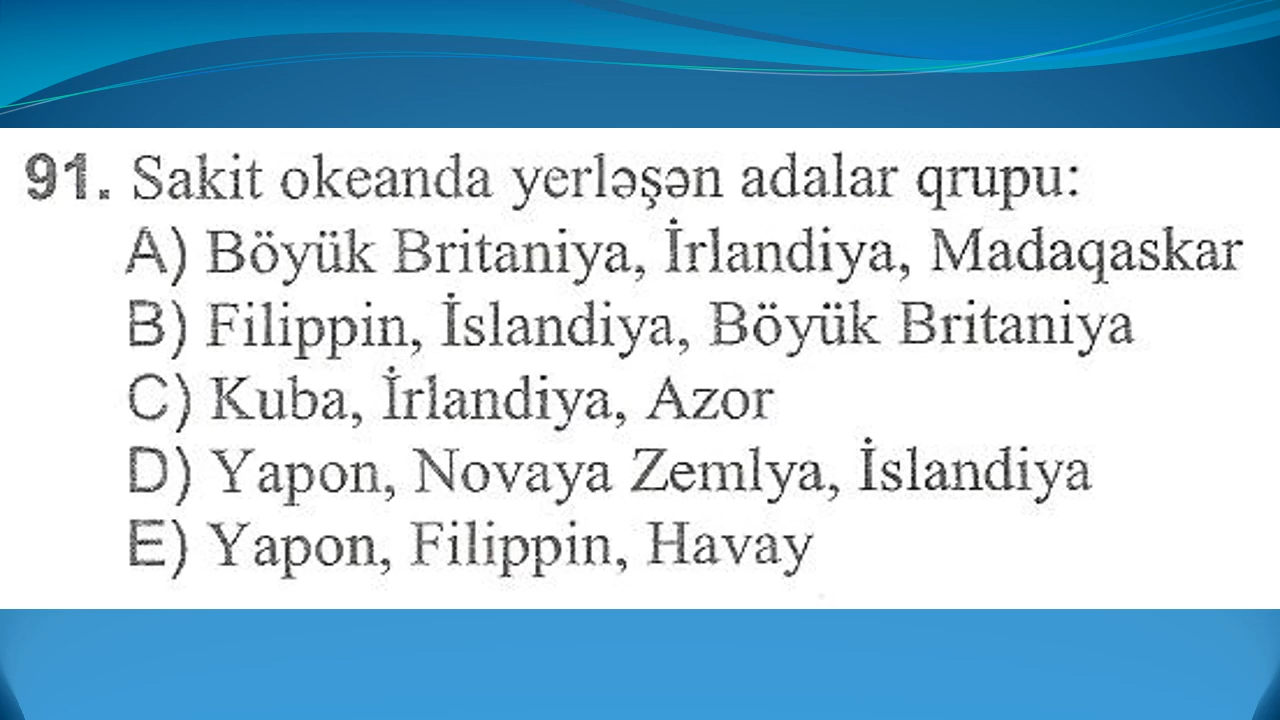 91. Sakit okeanda yerləşən adalar qrupu:
A) Böyük Britaniya, İrlandiya, Madaqaskar
B) Filippin, İslandiya, Böyük Britaniya
C) Kuba, İrlandiya, Azor
D) Yapon, Novaya Zemlya, İslandiya
E) Yapon, Filippin, Havay